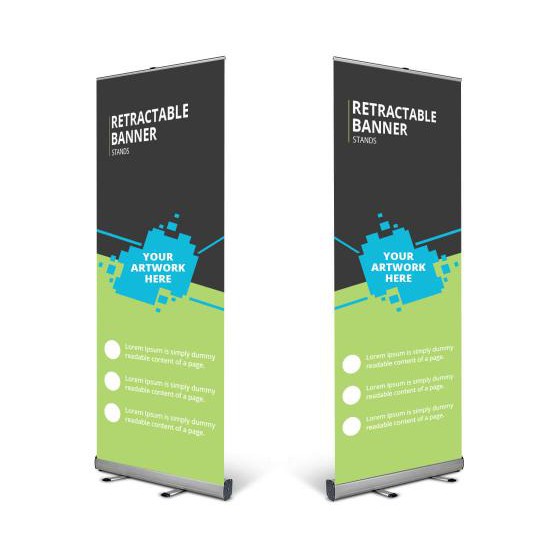 RETRACTABLE
BANNER
STANDS
YOUR
ARTWORK
HERE
Lorem Ipsum is simply dummy
readable content of a page.
Lorem Ipsum is simply dummy
readable content of a page.
Lorem Ipsum is simply dummy
readable content of a page.
RETRACTABLE
BANNER
STANDS
YOUR
ARTWORK
HERE
Lorem Ipsum is simply dummy
readable content of a page.
Lorem Ipsum is simply dummy
readable content of a page.
Lorem Ipsum is simply dummy
readable content of a page.